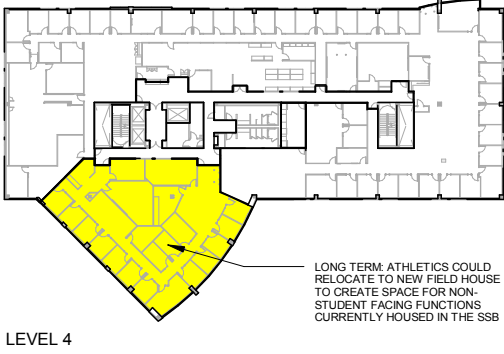 LONG TERM: ATHLETICS COULD
RELOCATE TO NEW FIELD HOUSE
TO CREATE SPACE FOR NON-
STUDENT FACING FUNCTIONS
CURRENTLY HOUSED IN THE SSB
LEVEL 4